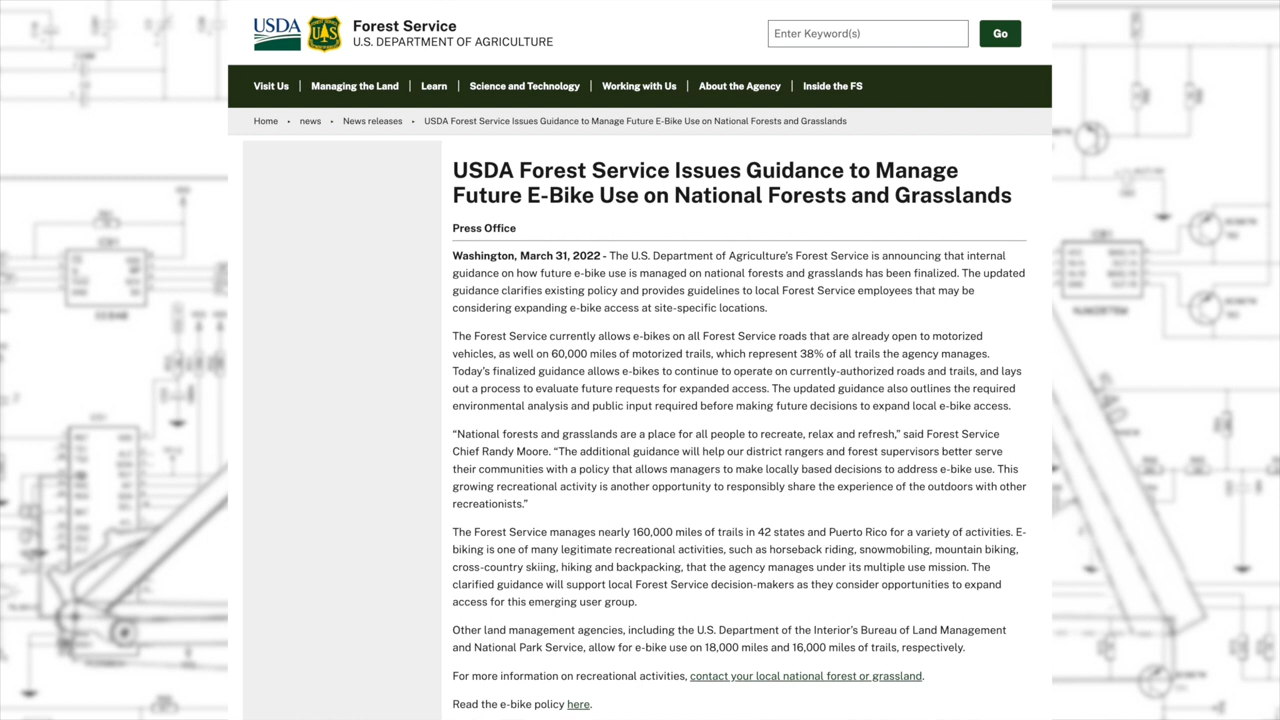 USDA
Forest Service
U.S. DEPARTMENT OF AGRICULTURE
Enter Keyword(s)
Go
Visit Us
Managing the Land
Learn
Science and Technology
Working with Us
About the Agency
Inside the FS
Home
news
News releases
USDA Forest Service Issues Guidance to Manage Future E-Bike Use on National Forests and Grasslands
USDA Forest Service Issues Guidance to Manage
Future E-Bike Use on National Forests and Grasslands
Press Office
Washington, March 31, 2022 - The U.S. Department of Agriculture's Forest Service is announcing that internal
guidance on how future e-bike use is managed on national forests and grasslands has been finalized. The updated
guidance clarifies existing policy and provides guidelines to local Forest Service employees that may be
considering expanding e-bike access at site-specific locations.
The Forest Service currently allows e-bikes on all Forest Service roads that are already open to motorized
vehicles, as well on 60,000 miles of motorized trails, which represent 38% of all trails the agency manages.
Today's finalized guidance allows e-bikes to continue to operate on currently-authorized roads and trails, and lays
out a process to evaluate future requests for expanded access. The updated guidance also outlines the required
environmental analysis and public input required before making future decisions to expand local e-bike access.
“National forests and grasslands are a place for all people to recreate, relax and refresh,” said Forest Service
Chief Randy Moore. “The additional guidance will help our district rangers and forest supervisors better serve
their communities with a policy that allows managers to make locally based decisions to address e-bike use. This
growing recreational activity is another opportunity to responsibly share the experience of the outdoors with other
recreationists.”
The Forest Service manages nearly 160,000 miles of trails in 42 states and Puerto Rico for a variety of activities. E-
biking is one of many legitimate recreational activities, such as horseback riding, snowmobiling, mountain biking,
cross-country skiing, hiking and backpacking, that the agency manages under its multiple use mission. The
clarified guidance will support local Forest Service decision-makers as they consider opportunities to expand
access for this emerging user group.
Other land management agencies, including the U.S. Department of the Interior's Bureau of Land Management
and National Park Service, allow for e-bike use on 18,000 miles and 16,000 miles of trails, respectively.
For more information on recreational activities, contact your local national forest or grassland.
Read the e-bike policy here.